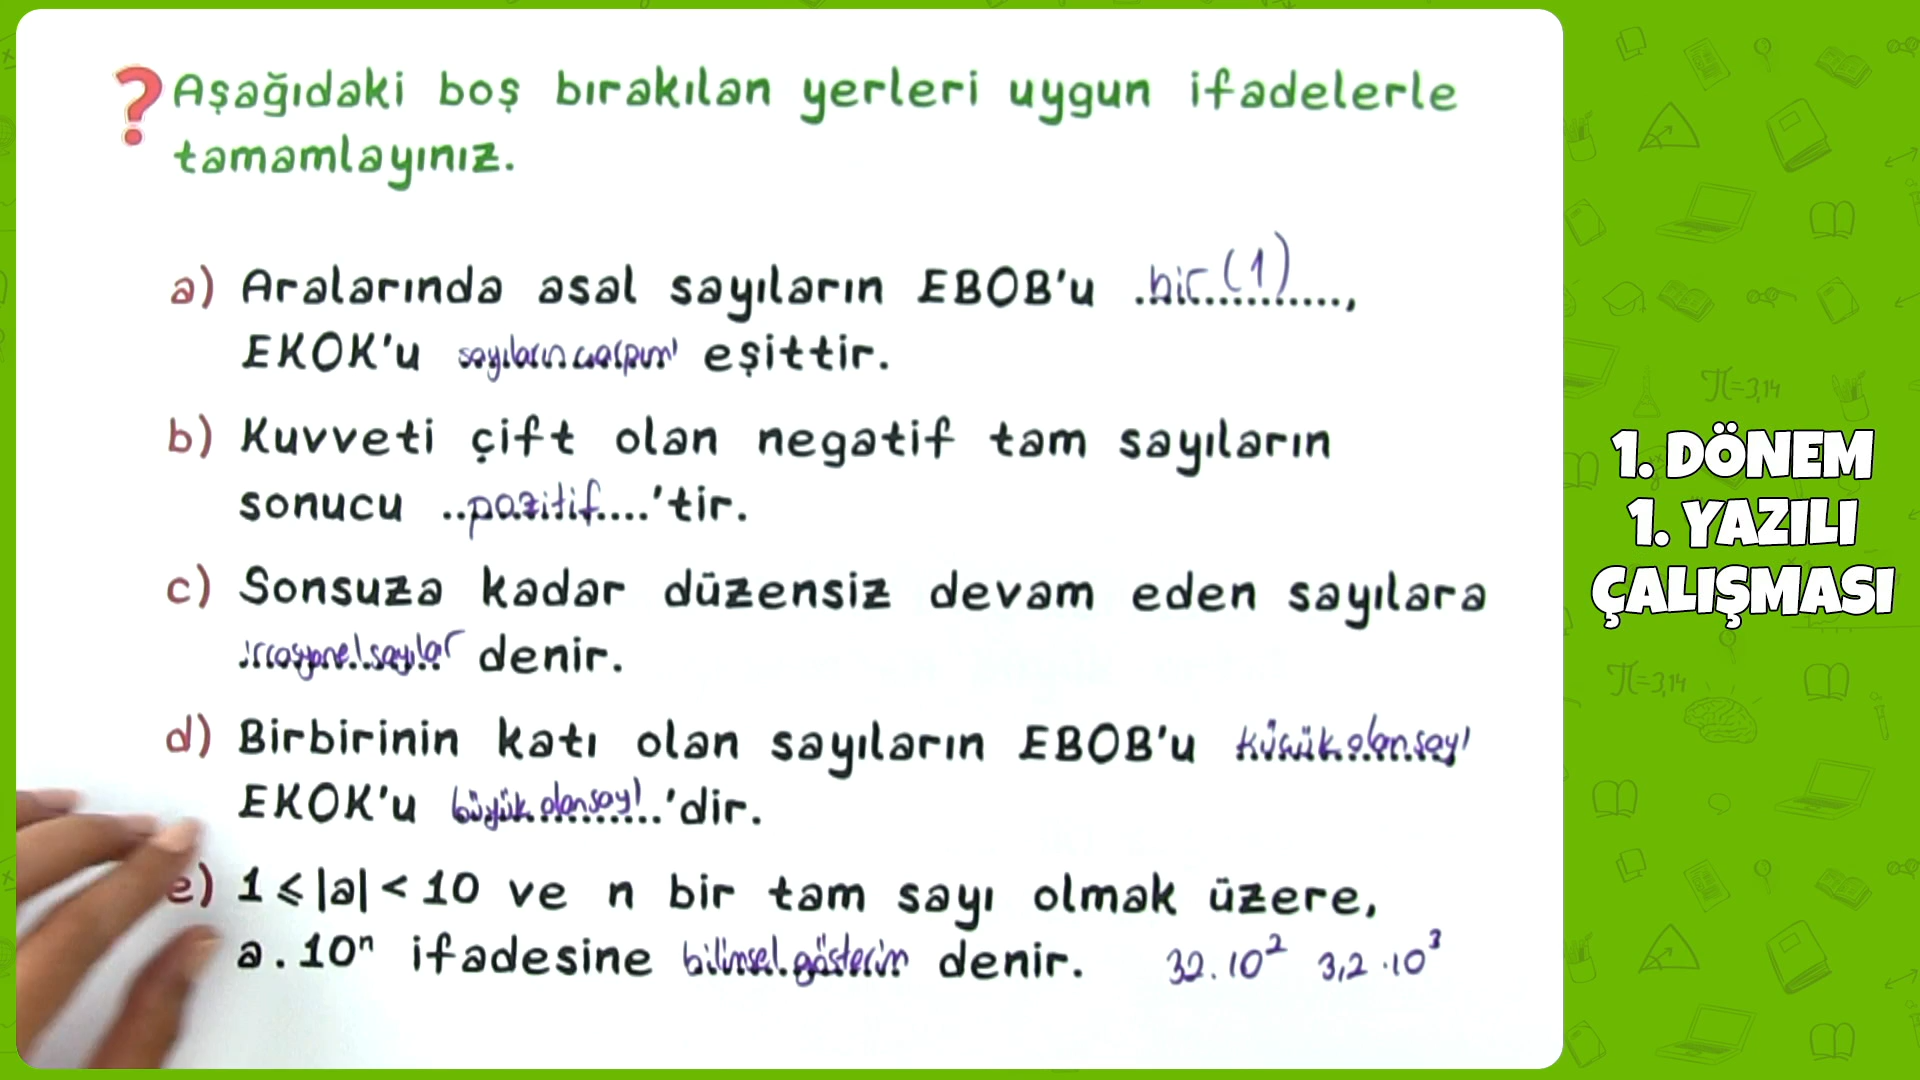 ? Aşağıdaki boş bırakılan yerleri uygun ifadelerle
tamamlayınız.
a) Aralarında asal sayıların EBOB'u .bir (1)............,
EKOK'u sayıların çarpımı eşittir.
b) Kuvveti çift olan negatif tam sayıların
sonucu ..pozitif....'tir.
c) Sonsuza kadar düzensiz devam eden sayılara
irrasyonel sayılar denir.
d) Birbirinin katı olan sayıların EBOB'u küçük olan sayı
EKOK'u büyük olan sayı..'dir.
e) 1 ≤ |a| < 10 ve n bir tam sayı olmak üzere,
a . 10ⁿ ifadesine bilimsel gösterim denir. 32 . 10² 3,2 . 10³
1. DÖNEM
1. YAZILI
ÇALIŞMASI
π=3,14
π=3,14